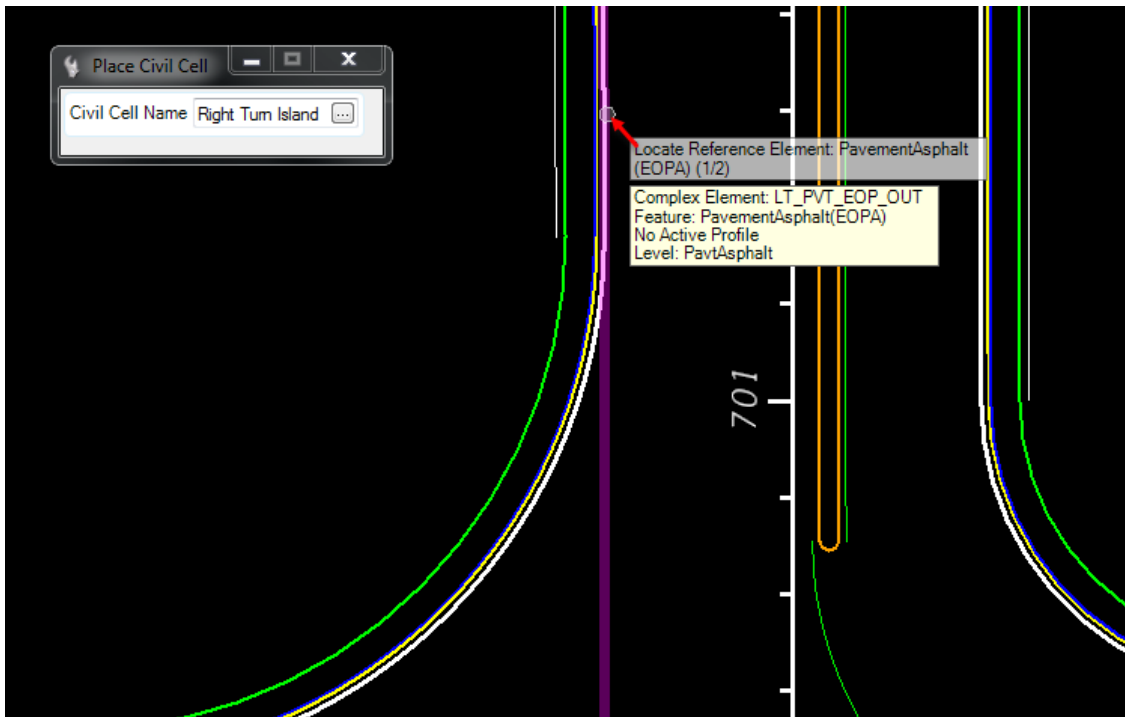 Place Civil Cell
Civil Cell Name Right Turn Island ...
Locate Reference Element: PavementAsphalt
(EOPA) (1/2)
Complex Element: LT_PVT_EOP_OUT
Feature: PavementAsphalt(EOPA)
No Active Profile
Level: PavtAsphalt
701